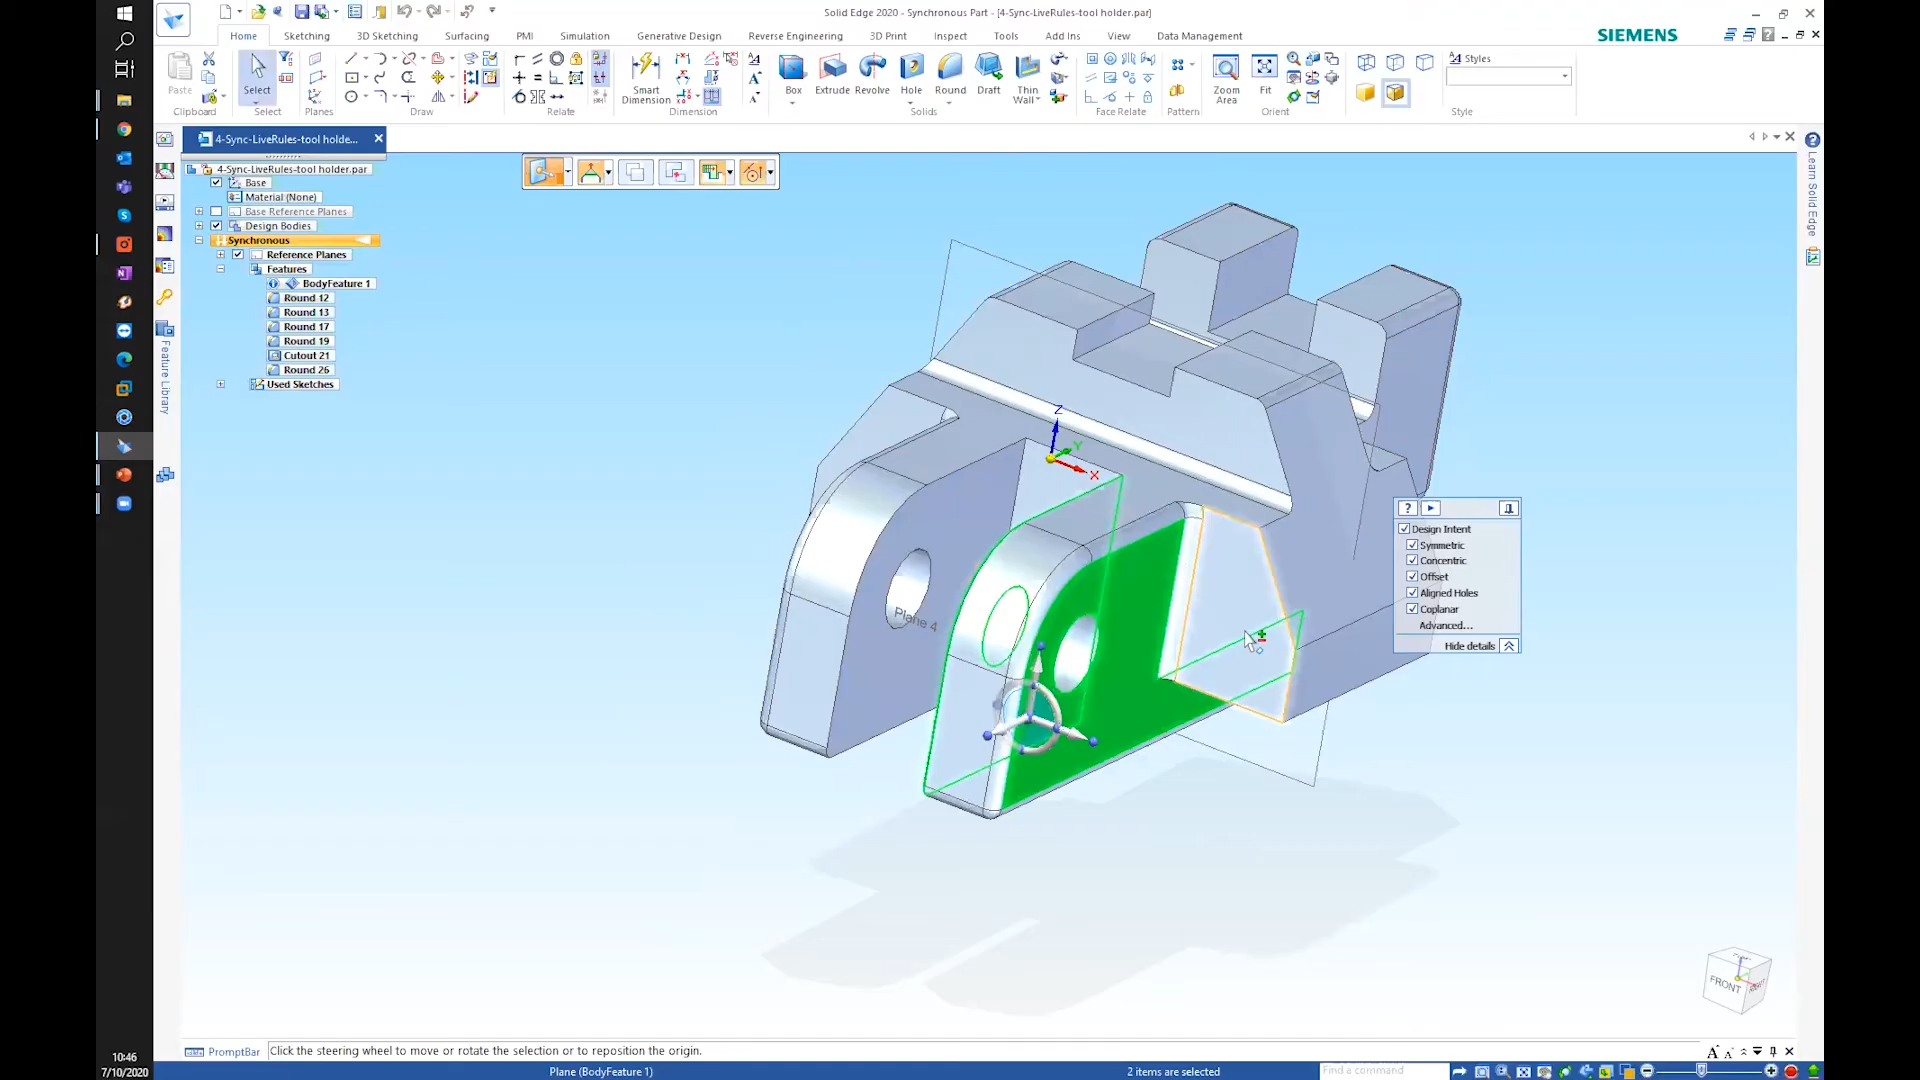 Solid Edge 2020 - Synchronous Part - [4-Sync-LiveRules-tool holder.par]
Home Sketching 3D Sketching Surfacing PMI Simulation Generative Design Reverse Engineering 3D Print Inspect Tools Add Ins View Data Management
SIEMENS
Paste
Select
Smart Dimension
Box
Extrude
Revolve
Hole
Round
Draft
Thin Wall
Zoom Area
Fit
Styles
Clipboard Select Planes Draw Relate Dimension Solids Face Relate Pattern Orient Style
4-Sync-LiveRules-tool holde...
4-Sync-LiveRules-tool holder.par
Base
Material (None)
Base Reference Planes
Design Bodies
Synchronous
Reference Planes
Features
BodyFeature 1
Round 12
Round 13
Round 17
Round 19
Cutout 21
Round 26
Used Sketches
Feature Library
Learn Solid Edge
Z
Y
X
Plane 4
Design Intent
Symmetric
Concentric
Offset
Aligned Holes
Coplanar
Advanced...
Hide details
FRONT
RIGHT
PromptBar
Click the steering wheel to move or rotate the selection or to reposition the origin.
Plane (BodyFeature 1)
2 items are selected
Find a command
10:46
7/10/2020